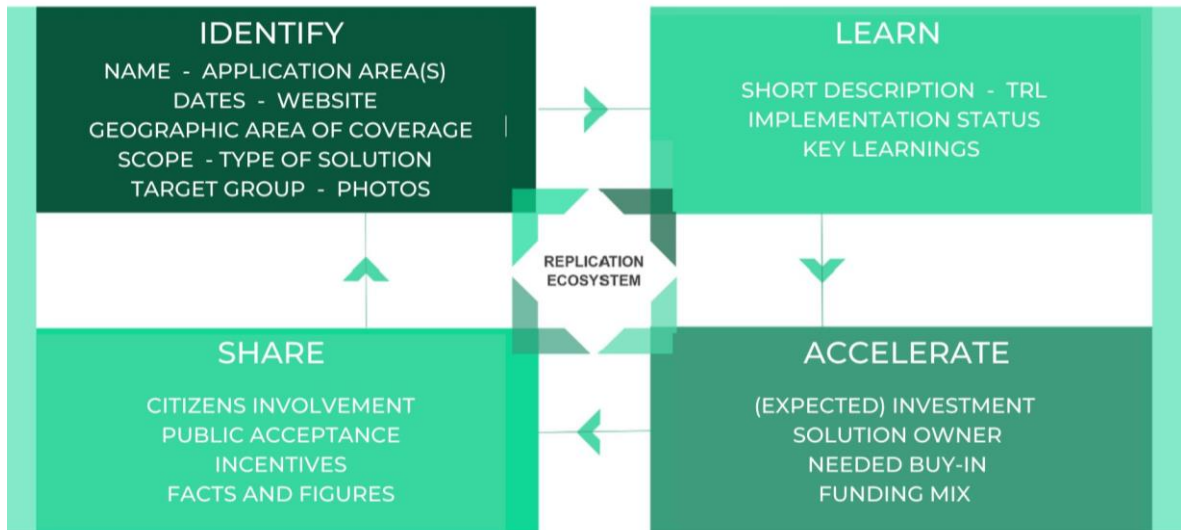 IDENTIFY
NAME - APPLICATION AREA(S)
DATES - WEBSITE
GEOGRAPHIC AREA OF COVERAGE
SCOPE - TYPE OF SOLUTION
TARGET GROUP - PHOTOS
LEARN
SHORT DESCRIPTION - TRL
IMPLEMENTATION STATUS
KEY LEARNINGS
REPLICATION
ECOSYSTEM
SHARE
CITIZENS INVOLVEMENT
PUBLIC ACCEPTANCE
INCENTIVES
FACTS AND FIGURES
ACCELERATE
(EXPECTED) INVESTMENT
SOLUTION OWNER
NEEDED BUY-IN
FUNDING MIX